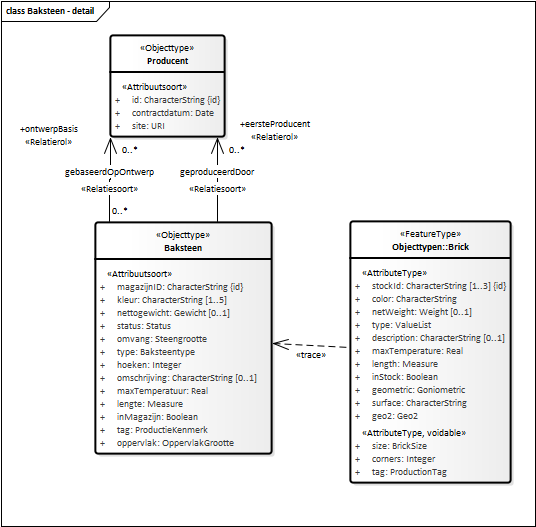 class Baksteen - detail
«Objecttype»
Producent
«Attribuutsoort»
+ id: CharacterString {id}
+ contractdatum: Date
+ site: URI
+ontwerpBasis
«Relatierol»
0..*
+eersteProducent
«Relatierol»
0..*
gebaseerdOpOntwerp
«Relatiesoort»
0..*
geproduceerdDoor
«Relatiesoort»
«Objecttype»
Baksteen
«Attribuutsoort»
+ magazijnID: CharacterString {id}
+ kleur: CharacterString [1..5]
+ nettogewicht: Gewicht [0..1]
+ status: Status
+ omvang: Steengrootte
+ type: Baksteentype
+ hoeken: Integer
+ omschrijving: CharacterString [0..1]
+ maxTemperatuur: Real
+ lengte: Measure
+ inMagazijn: Boolean
+ tag: ProductieKenmerk
+ oppervlak: OppervlakGrootte
«trace»
«FeatureType»
Objecttypen::Brick
«AttributeType»
+ stockId: CharacterString [1..3] {id}
+ color: CharacterString
+ netWeight: Weight [0..1]
+ type: ValueList
+ description: CharacterString [0..1]
+ maxTemperature: Real
+ length: Measure
+ inStock: Boolean
+ geometric: Goniometric
+ surface: CharacterString
+ geo2: Geo2
«AttributeType, voidable»
+ size: BrickSize
+ corners: Integer
+ tag: ProductionTag